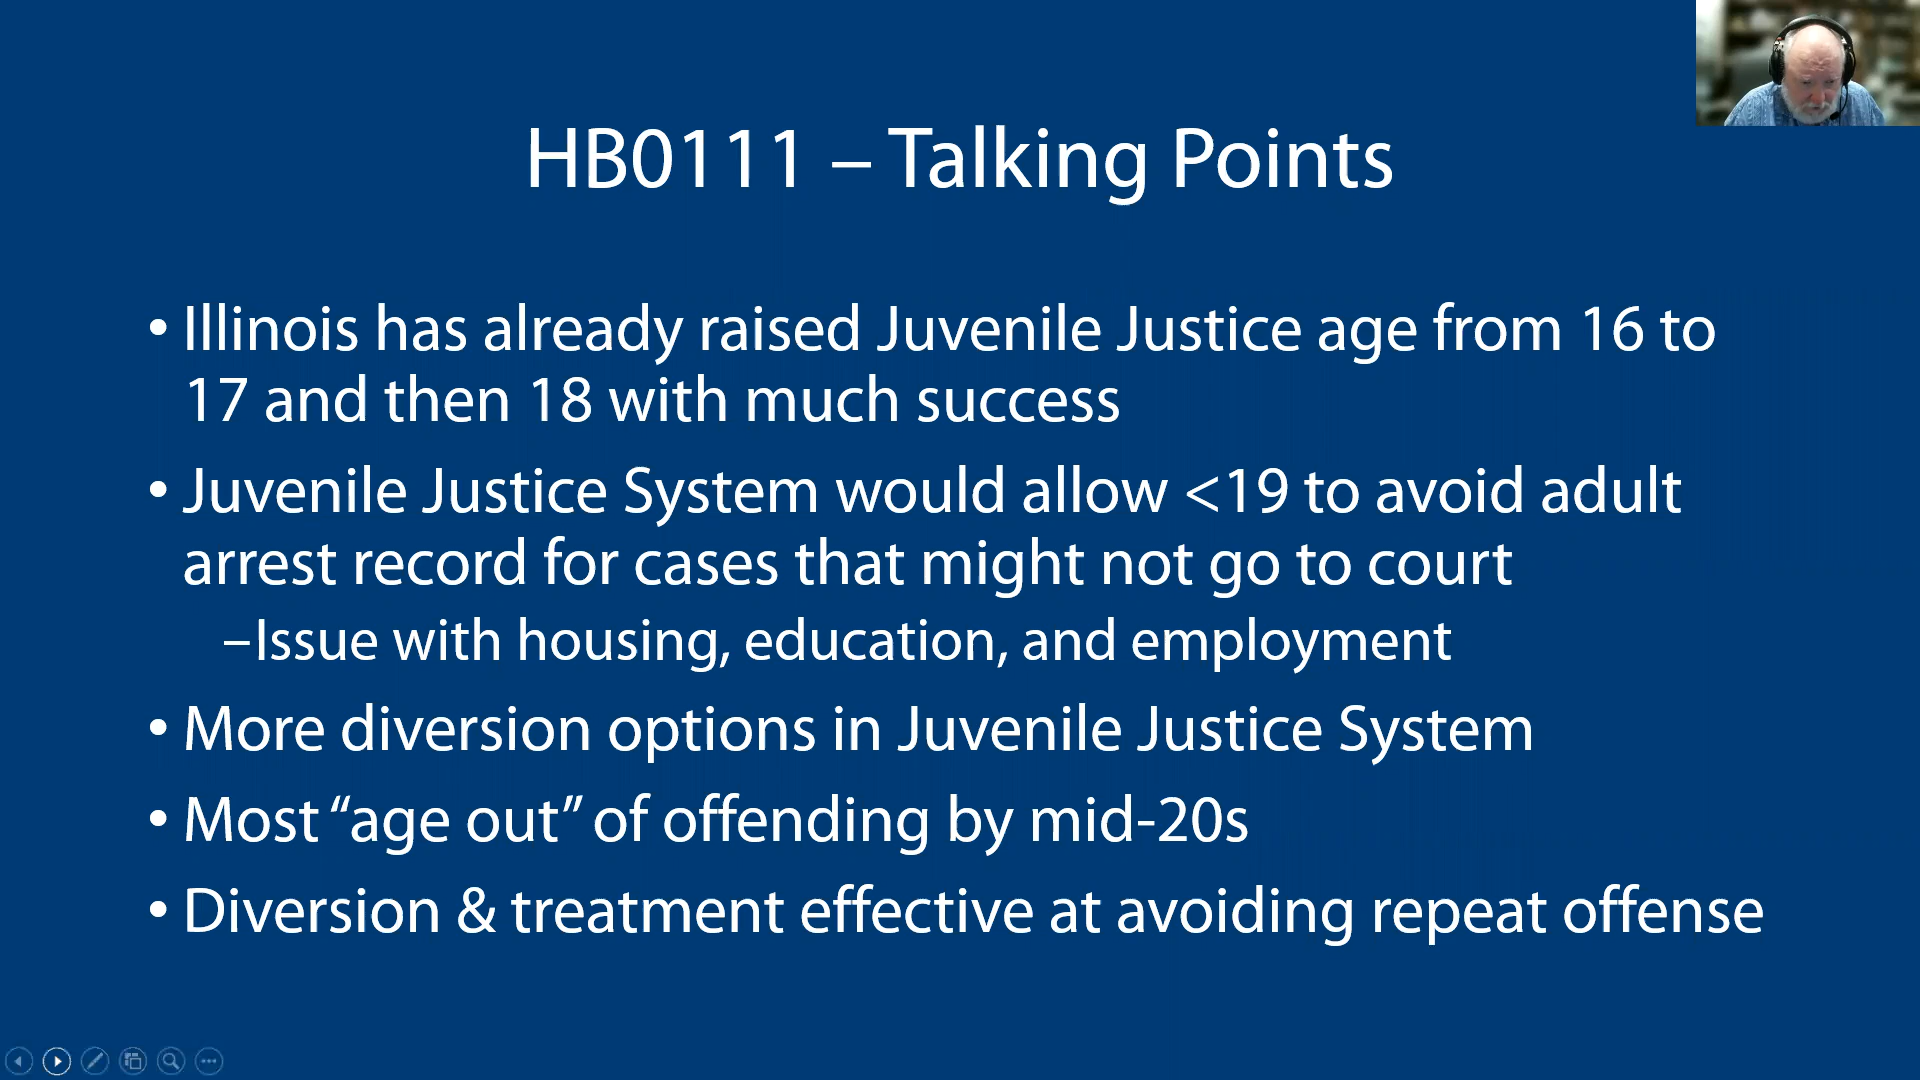 HB0111 – Talking Points
• Illinois has already raised Juvenile Justice age from 16 to
17 and then 18 with much success
• Juvenile Justice System would allow <19 to avoid adult
arrest record for cases that might not go to court
–Issue with housing, education, and employment
• More diversion options in Juvenile Justice System
• Most “age out” of offending by mid-20s
• Diversion & treatment effective at avoiding repeat offense